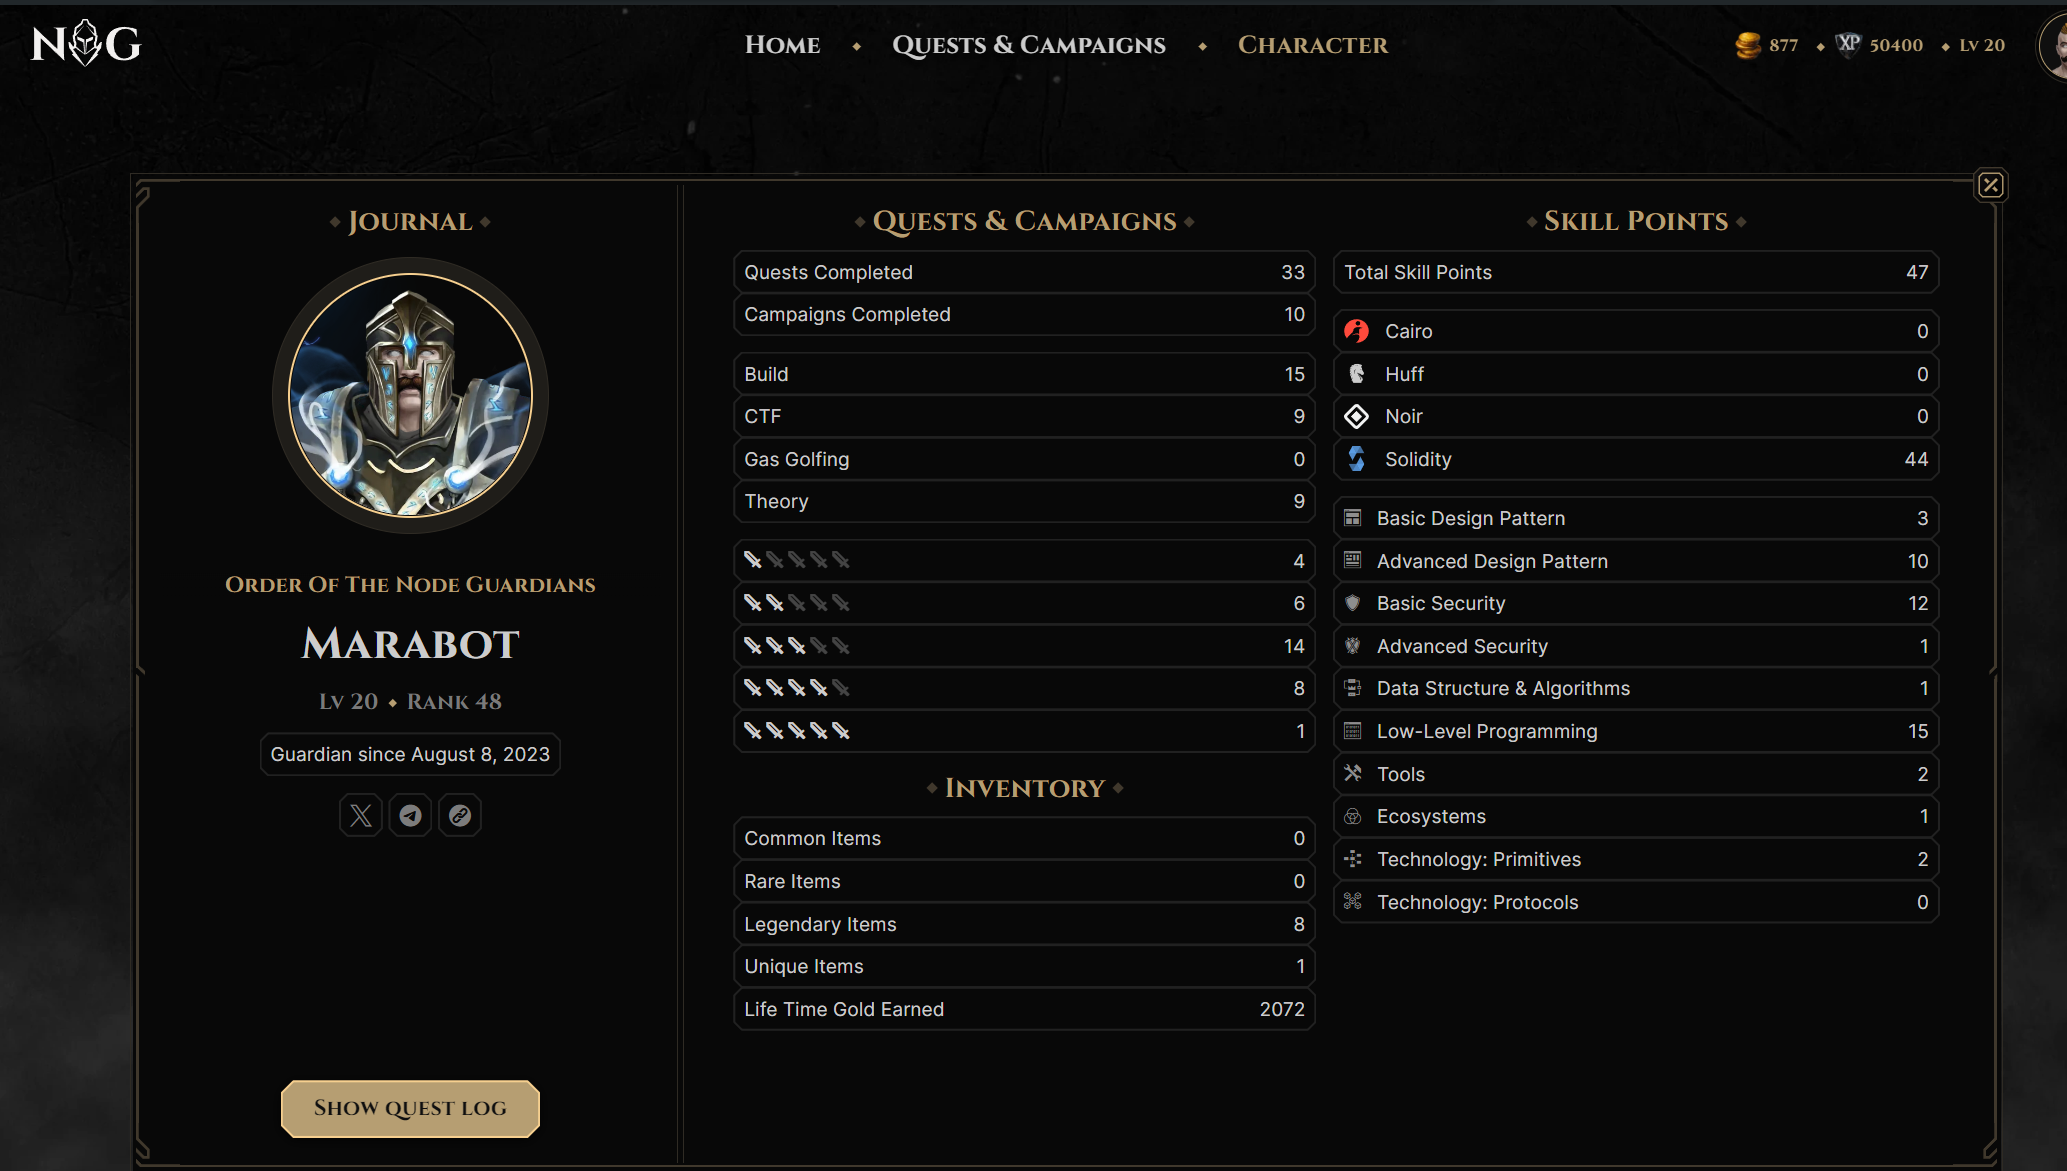 NG
HOME
QUESTS & CAMPAIGNS
CHARACTER
877
XP 50400
LV 20
JOURNAL
ORDER OF THE NODE GUARDIANS
MARABOT
LV 20 ◆ RANK 48
Guardian since August 8, 2023
SHOW QUEST LOG
QUESTS & CAMPAIGNS
Quests Completed 33
Campaigns Completed 10
Build 15
CTF 9
Gas Golfing 0
Theory 9
4
6
14
8
1
INVENTORY
Common Items 0
Rare Items 0
Legendary Items 8
Unique Items 1
Life Time Gold Earned 2072
SKILL POINTS
Total Skill Points 47
Cairo 0
Huff 0
Noir 0
Solidity 44
Basic Design Pattern 3
Advanced Design Pattern 10
Basic Security 12
Advanced Security 1
Data Structure & Algorithms 1
Low-Level Programming 15
Tools 2
Ecosystems 1
Technology: Primitives 2
Technology: Protocols 0